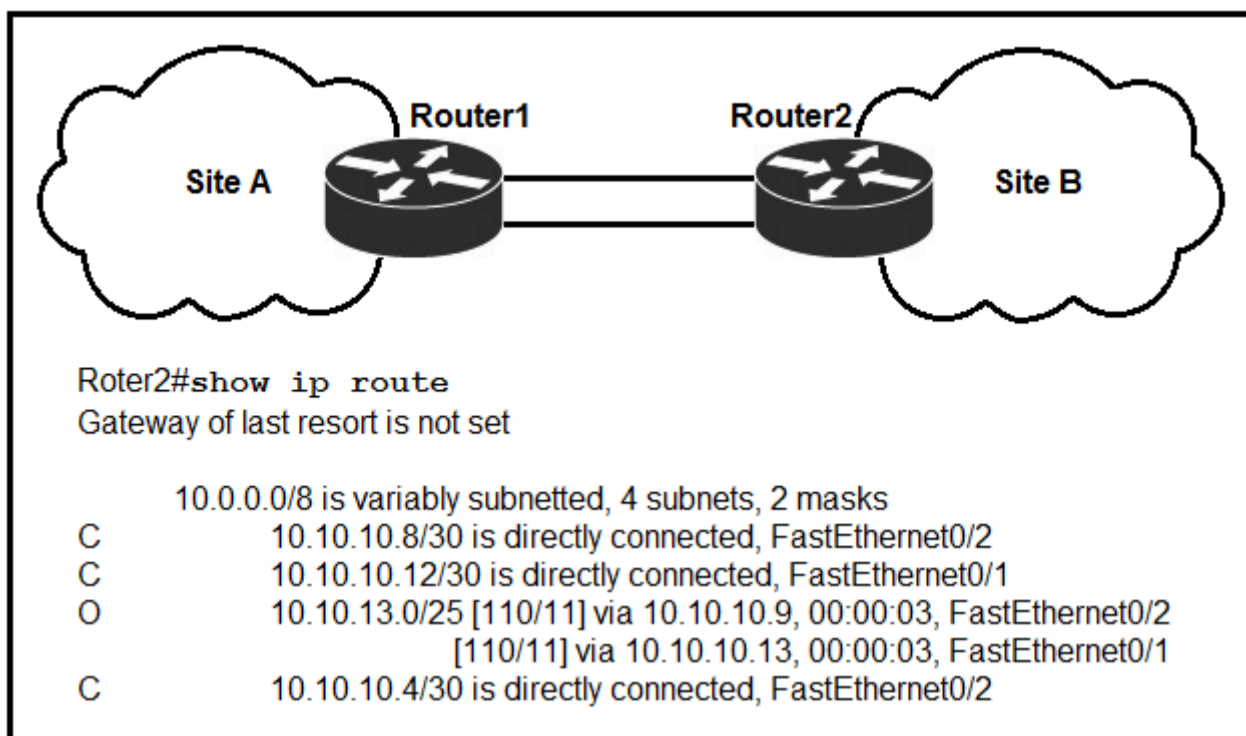 Router1
Router2
Site A
Site B
Roter2#show ip route
Gateway of last resort is not set
10.0.0.0/8 is variably subnetted, 4 subnets, 2 masks
C 10.10.10.8/30 is directly connected, FastEthernet0/2
C 10.10.10.12/30 is directly connected, FastEthernet0/1
O 10.10.13.0/25 [110/11] via 10.10.10.9, 00:00:03, FastEthernet0/2
[110/11] via 10.10.10.13, 00:00:03, FastEthernet0/1
C 10.10.10.4/30 is directly connected, FastEthernet0/2